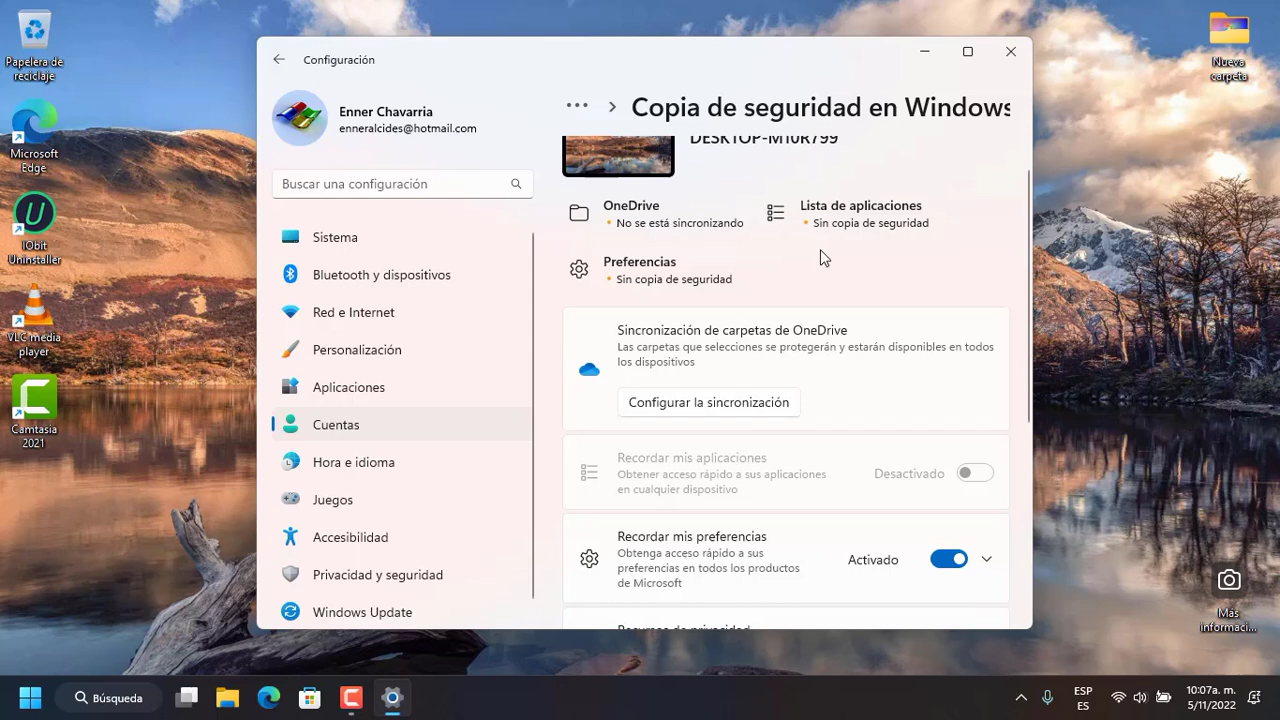 Papelera de
reciclaje
Microsoft
Edge
IObit
Uninstaller
VLC media
player
Camtasia
2021
Nueva
carpeta
Más
informaci...
Configuración
Enner Chavarria
enneralcides@hotmail.com
Buscar una configuración
Sistema
Bluetooth y dispositivos
Red e Internet
Personalización
Aplicaciones
Cuentas
Hora e idioma
Juegos
Accesibilidad
Privacidad y seguridad
Windows Update
... > Copia de seguridad en Windows
DESKTOP-M10R799
OneDrive
• No se está sincronizando
Lista de aplicaciones
• Sin copia de seguridad
Preferencias
• Sin copia de seguridad
Sincronización de carpetas de OneDrive
Las carpetas que selecciones se protegerán y estarán disponibles en todos
los dispositivos
Configurar la sincronización
Recordar mis aplicaciones
Obtener acceso rápido a sus aplicaciones
en cualquier dispositivo
Desactivado
Recordar mis preferencias
Obtenga acceso rápido a sus
preferencias en todos los productos
de Microsoft
Activado
Recursos de privacidad
Búsqueda
ESP
ES
10:07a. m.
5/11/2022